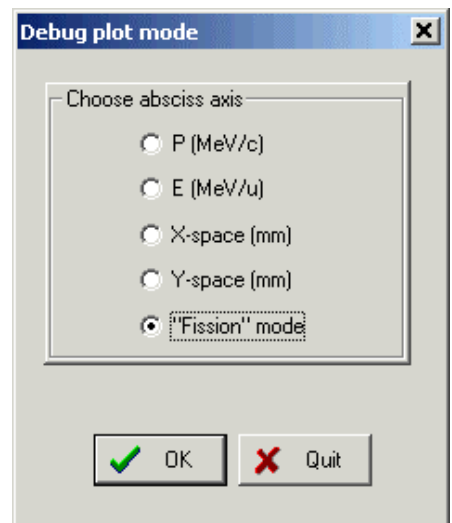 Debug plot mode
Choose absciss axis
P (MeV/c)
E (MeV/u)
X-space (mm)
Y-space (mm)
"Fission" mode
OK Quit